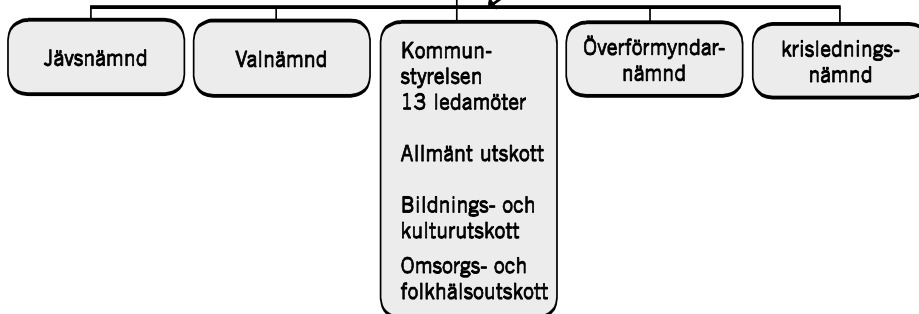 Jävsnämnd
Valnämnd
Kommun-
styrelsen
13 ledamöter
Allmänt utskott
Bildnings- och
kulturutskott
Omsorgs- och
folkhälsoutskott
Överförmyndar-
nämnd
krislednings-
nämnd